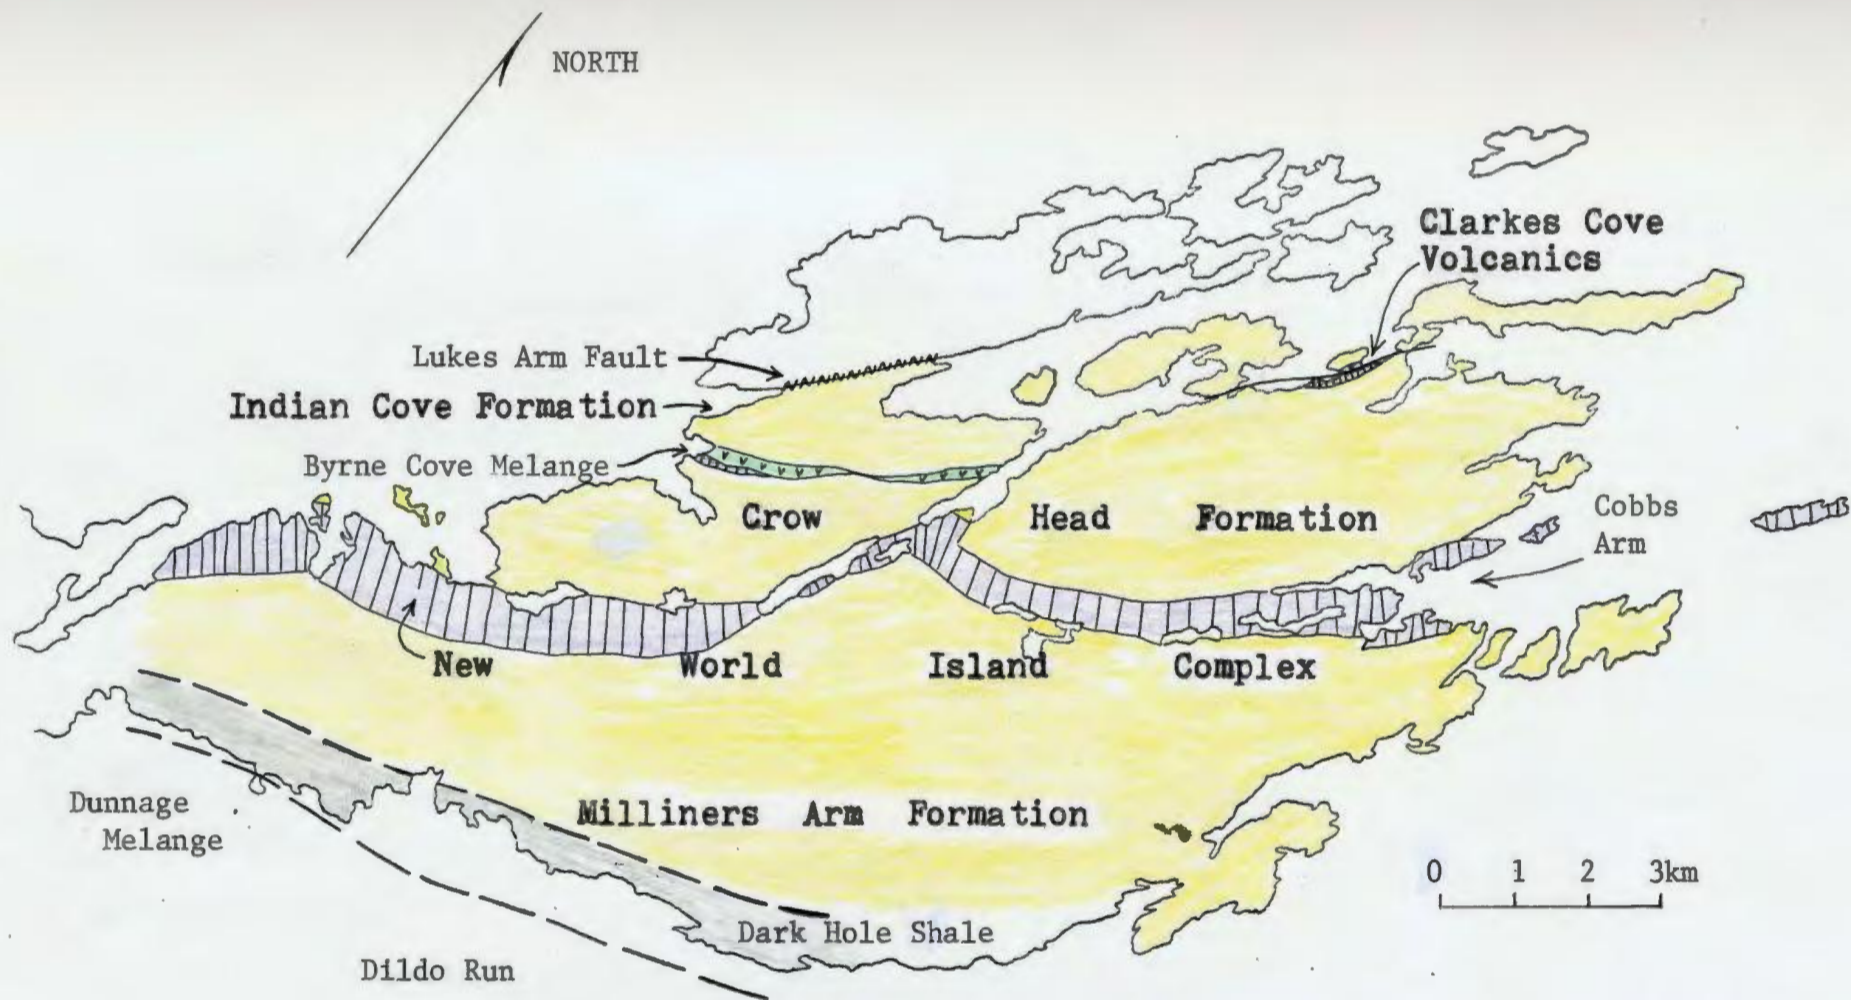 NORTH
Clarkes Cove
Volcanics
Lukes Arm Fault
Indian Cove Formation
Byrne Cove Melange
Crow Head Formation
Cobbs
Arm
New World Island Complex
Dunnage
Melange
Milliners Arm Formation
0 1 2 3km
Dark Hole Shale
Dildo Run